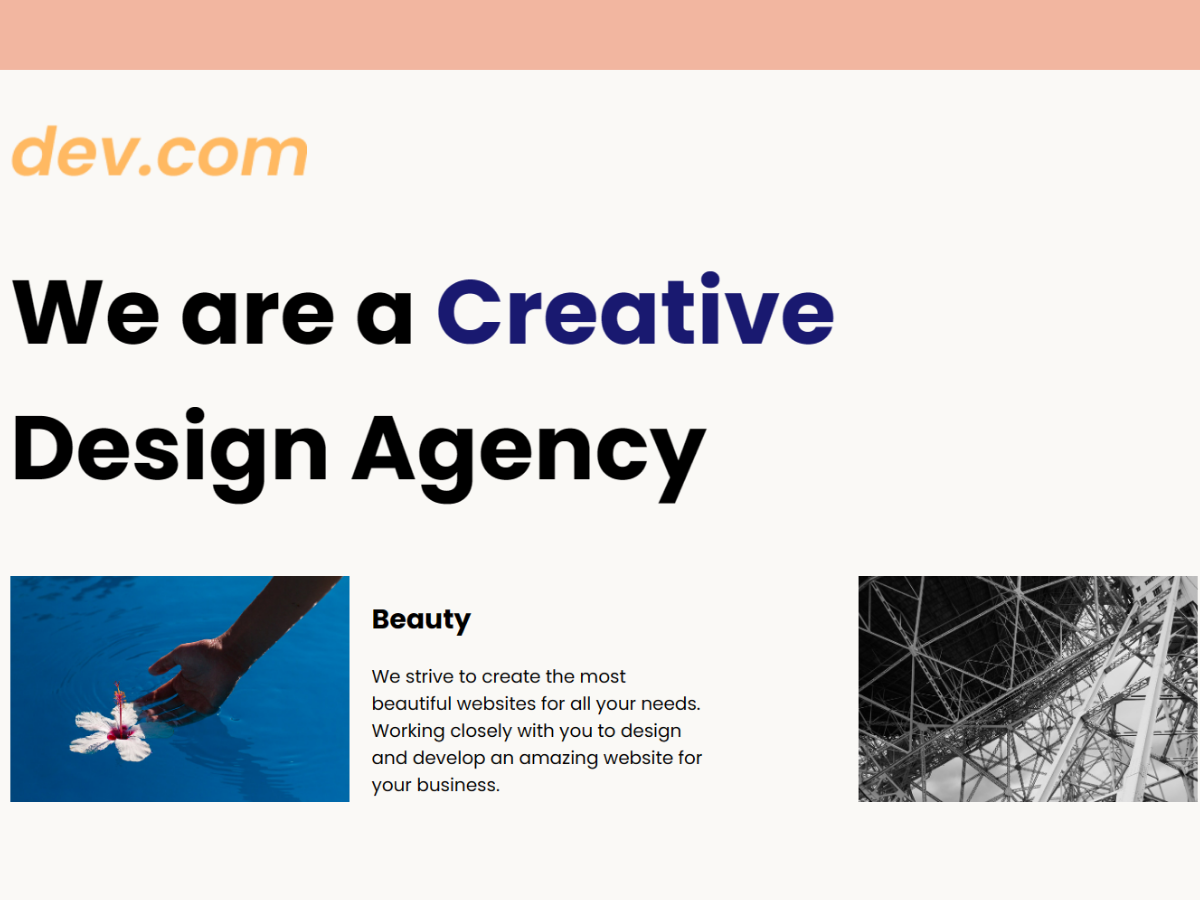 dev.com
We are a Creative
Design Agency
Beauty
We strive to create the most
beautiful websites for all your needs.
Working closely with you to design
and develop an amazing website for
your business.